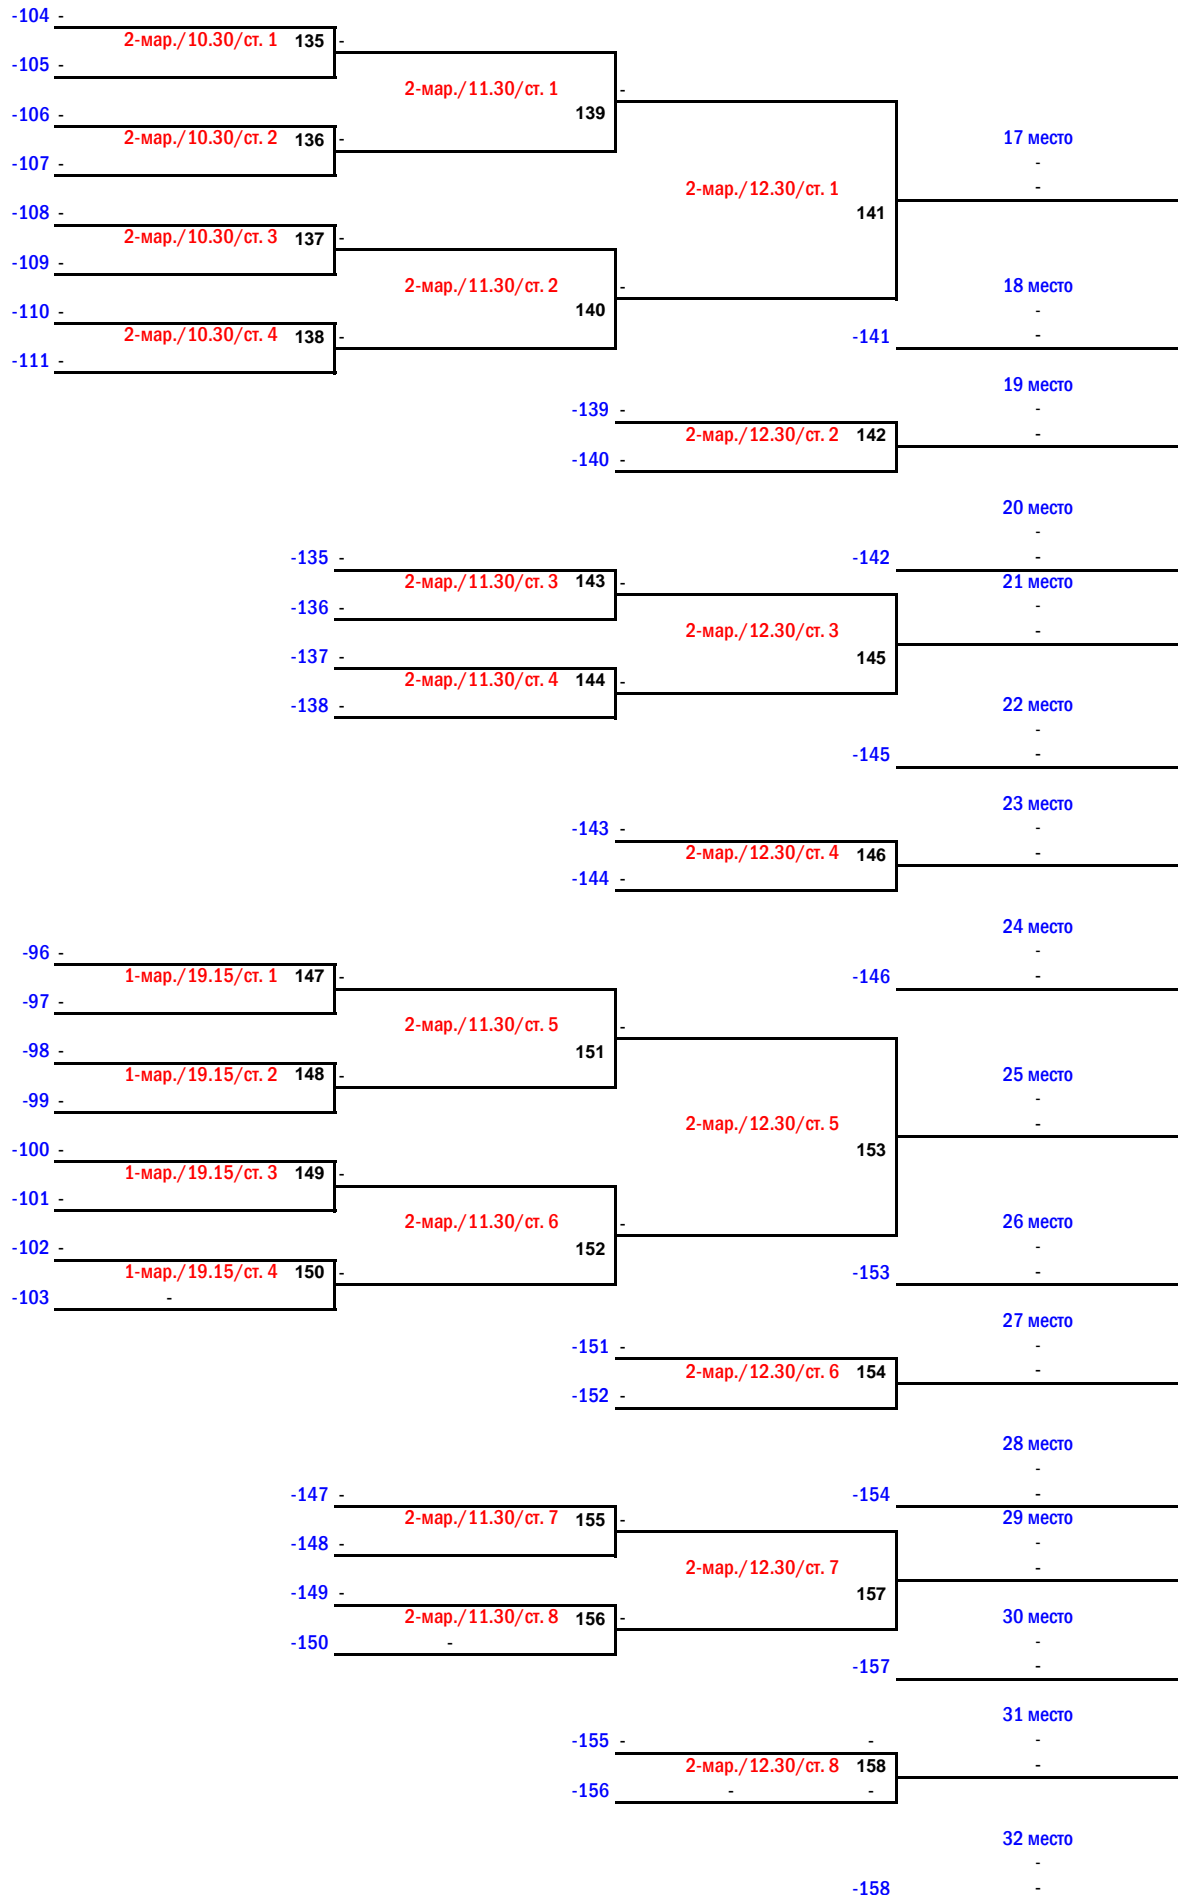 -104 -
2-мар./10.30/ст. 1 135 -
-105 -
2-мар./11.30/ст. 1 -
-106 - 139
2-мар./10.30/ст. 2 136 - 17 место
-107 - -
2-мар./12.30/ст. 1 -
-108 - 141
2-мар./10.30/ст. 3 137 -
-109 -
2-мар./11.30/ст. 2 - 18 место
-110 - 140 -
2-мар./10.30/ст. 4 138 - -141 -
-111 -
19 место
-139 - -
2-мар./12.30/ст. 2 142 -
-140 -
20 место
-
-135 - -142 -
2-мар./11.30/ст. 3 143 - 21 место
-136 - -
2-мар./12.30/ст. 3 -
-137 - 145
2-мар./11.30/ст. 4 144 -
-138 - 22 место
-
-145 -
23 место
-143 - -
2-мар./12.30/ст. 4 146 -
-144 -
24 место
-96 - -
1-мар./19.15/ст. 1 147 - -146 -
-97 -
2-мар./11.30/ст. 5 -
-98 - 151
1-мар./19.15/ст. 2 148 - 25 место
-99 - -
2-мар./12.30/ст. 5 -
-100 - 153
1-мар./19.15/ст. 3 149 -
-101 -
2-мар./11.30/ст. 6 - 26 место
-102 - 152 -
1-мар./19.15/ст. 4 150 - -153 -
-103 -
27 место
-151 - -
2-мар./12.30/ст. 6 154 -
-152 -
28 место
-
-147 - -154 -
2-мар./11.30/ст. 7 155 - 29 место
-148 - -
2-мар./12.30/ст. 7 -
-149 - 157
2-мар./11.30/ст. 8 156 - 30 место
-150 - -
-157 -
31 место
-155 - - -
2-мар./12.30/ст. 8 158 -
-156 - -
32 место
-
-158 -